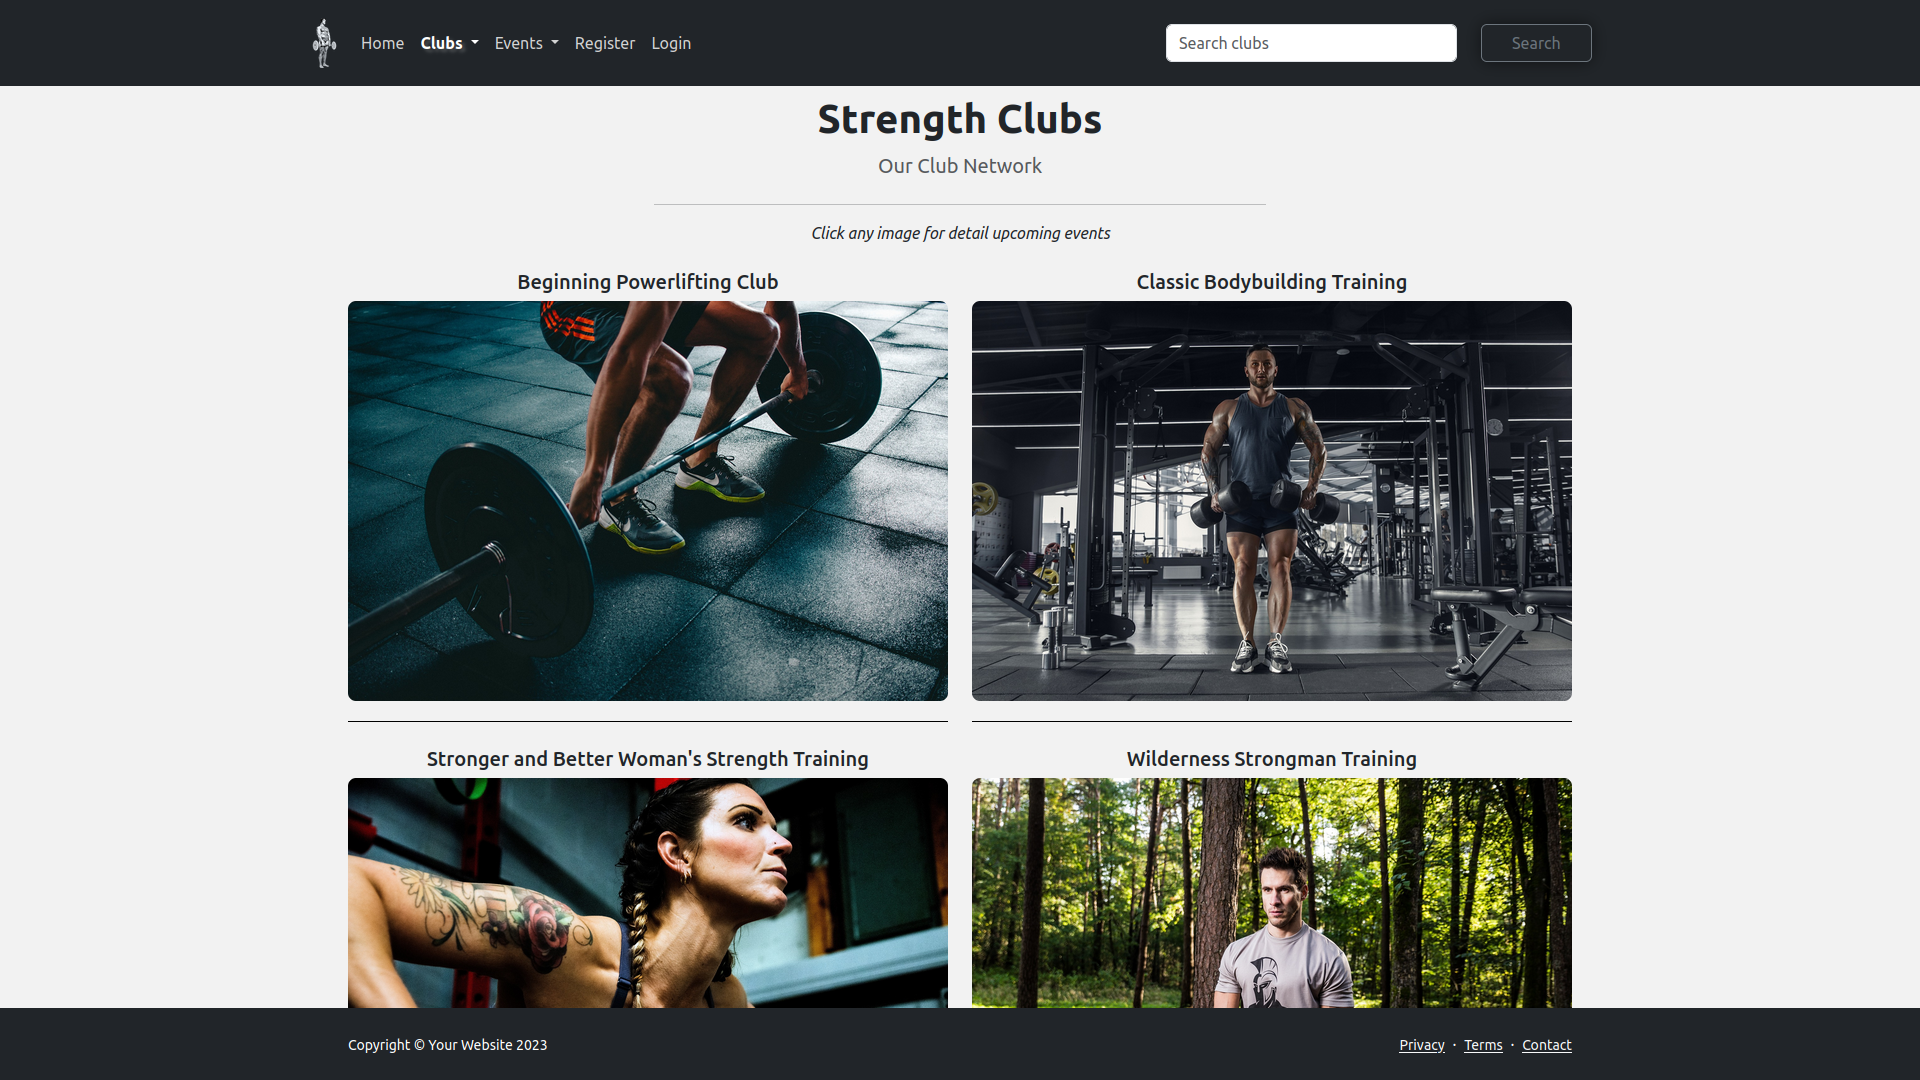 Home Clubs Events Register Login Search clubs Search
Strength Clubs
Our Club Network
Click any image for detail upcoming events
Beginning Powerlifting Club
Classic Bodybuilding Training
Stronger and Better Woman's Strength Training
Wilderness Strongman Training
Copyright © Your Website 2023
Privacy · Terms · Contact